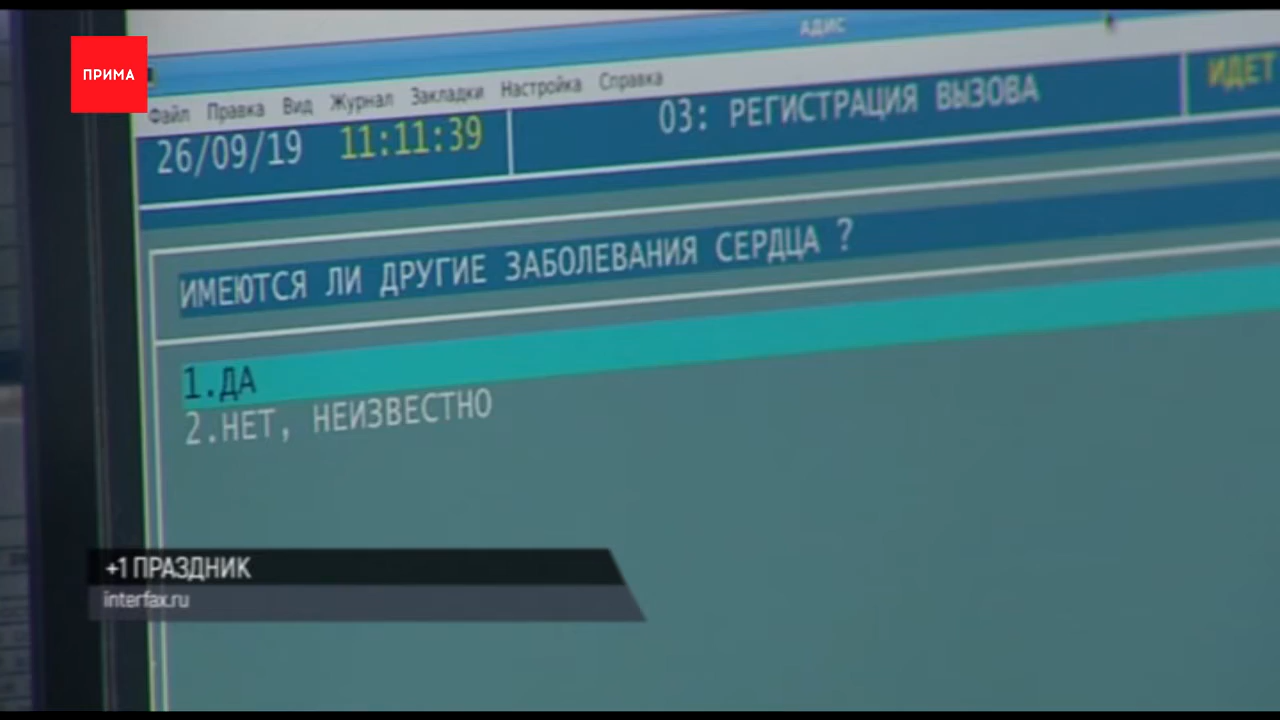 АДИС
ПРИМА
Файл Правка Вид Журнал Закладки Настройка Справка
26/09/19 11:11:39 03: РЕГИСТРАЦИЯ ВЫЗОВА ИДЕТ
ИМЕЮТСЯ ЛИ ДРУГИЕ ЗАБОЛЕВАНИЯ СЕРДЦА ?
1.ДА
2.НЕТ, НЕИЗВЕСТНО
+1 ПРАЗДНИК
interfax.ru